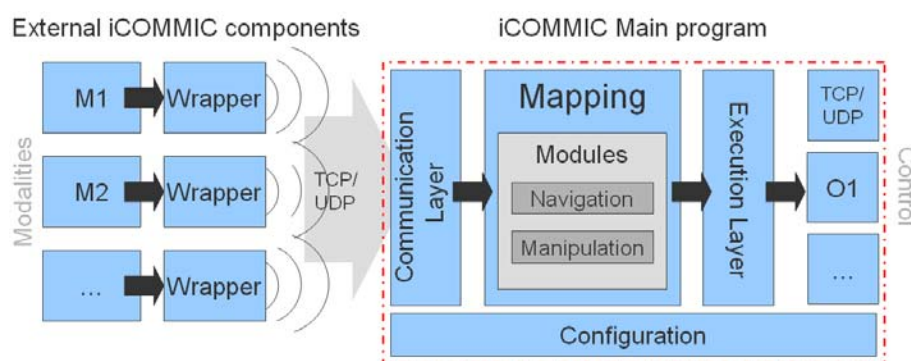 External iCOMMIC components
iCOMMIC Main program
Modalities
M1
Wrapper
M2
Wrapper
...
Wrapper
TCP/
UDP
Communication
Layer
Mapping
Modules
Navigation
Manipulation
Execution Layer
TCP/
UDP
O1
...
Control
Configuration